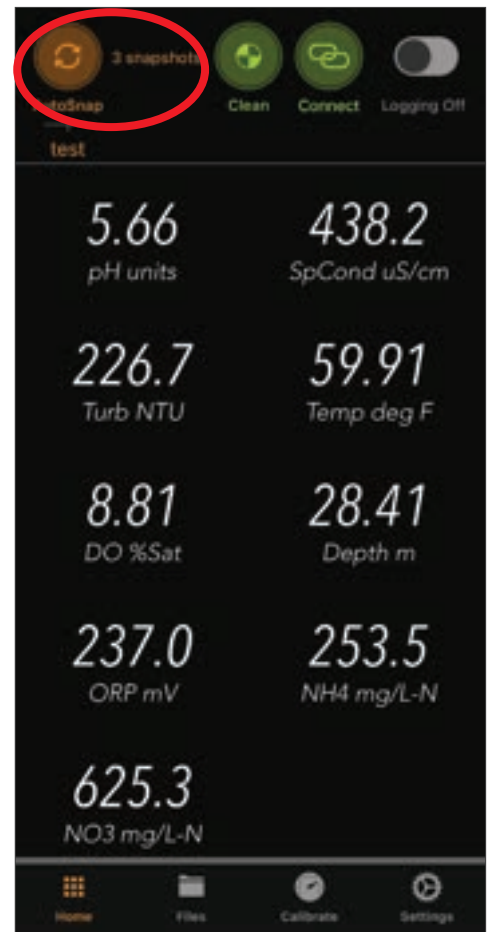 3 snapshots
AutoSnap
Clean
Connect
Logging Off
test
5.66
438.2
pH units
SpCond uS/cm
226.7
59.91
Turb NTU
Temp deg F
8.81
28.41
DO %Sat
Depth m
237.0
253.5
ORP mV
NH4 mg/L-N
625.3
NO3 mg/L-N
Home
Files
Calibrate
Settings